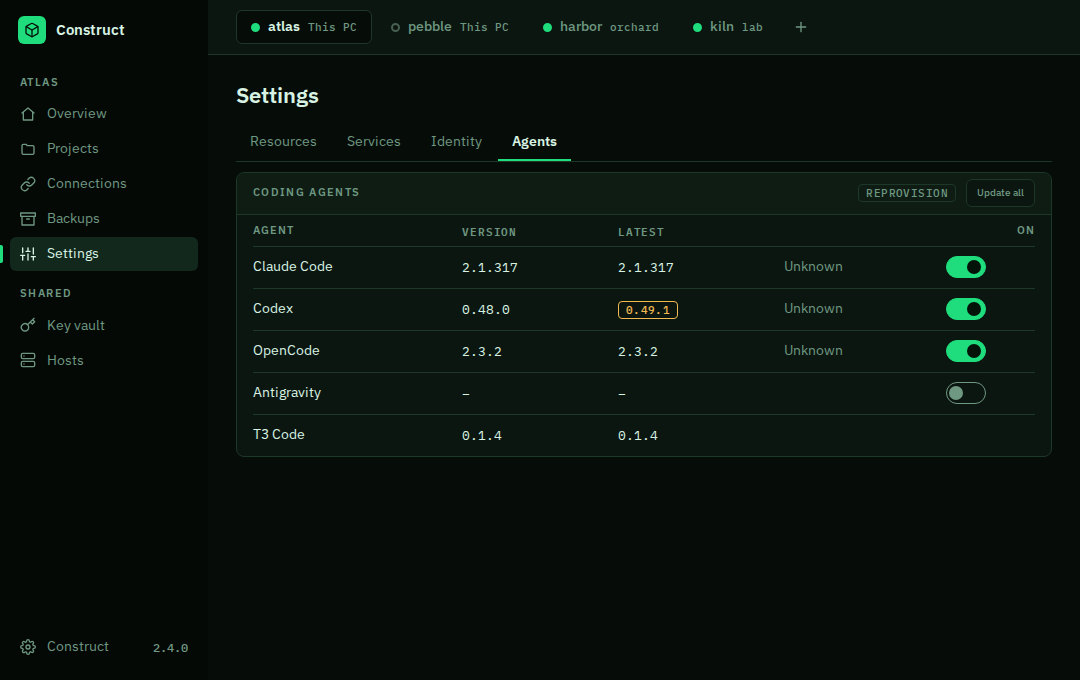 Construct
ATLAS
Overview
Projects
Connections
Backups
Settings
SHARED
Key vault
Hosts
Construct 2.4.0
atlas This PC pebble This PC harbor orchard kiln lab +
Settings
Resources Services Identity Agents
CODING AGENTS REPROVISION Update all
AGENT VERSION LATEST ON
Claude Code 2.1.317 2.1.317 Unknown
Codex 0.48.0 0.49.1 Unknown
OpenCode 2.3.2 2.3.2 Unknown
Antigravity – –
T3 Code 0.1.4 0.1.4